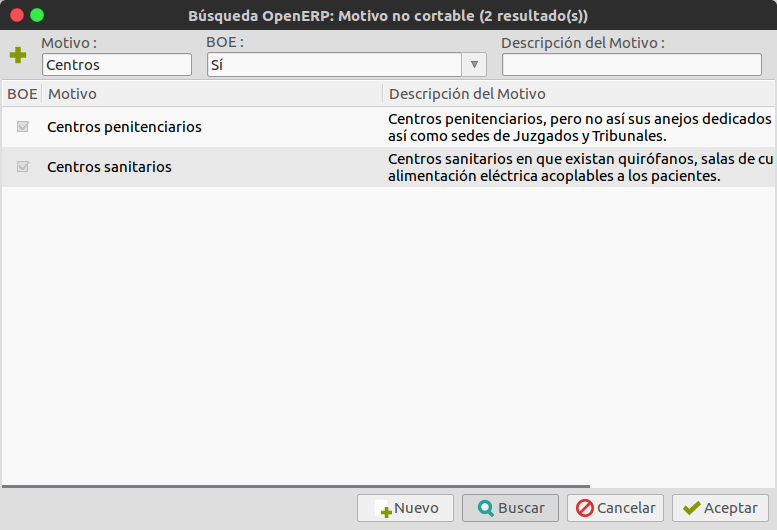 Búsqueda OpenERP: Motivo no cortable (2 resultado(s))
Motivo : BOE : Descripción del Motivo :
Centros Sí
BOE Motivo Descripción del Motivo
Centros penitenciarios
Centros penitenciarios, pero no así sus anejos dedicados
así como sedes de Juzgados y Tribunales.
Centros sanitarios
Centros sanitarios en que existan quirófanos, salas de cu
alimentación eléctrica acoplables a los pacientes.
Nuevo Buscar Cancelar Aceptar